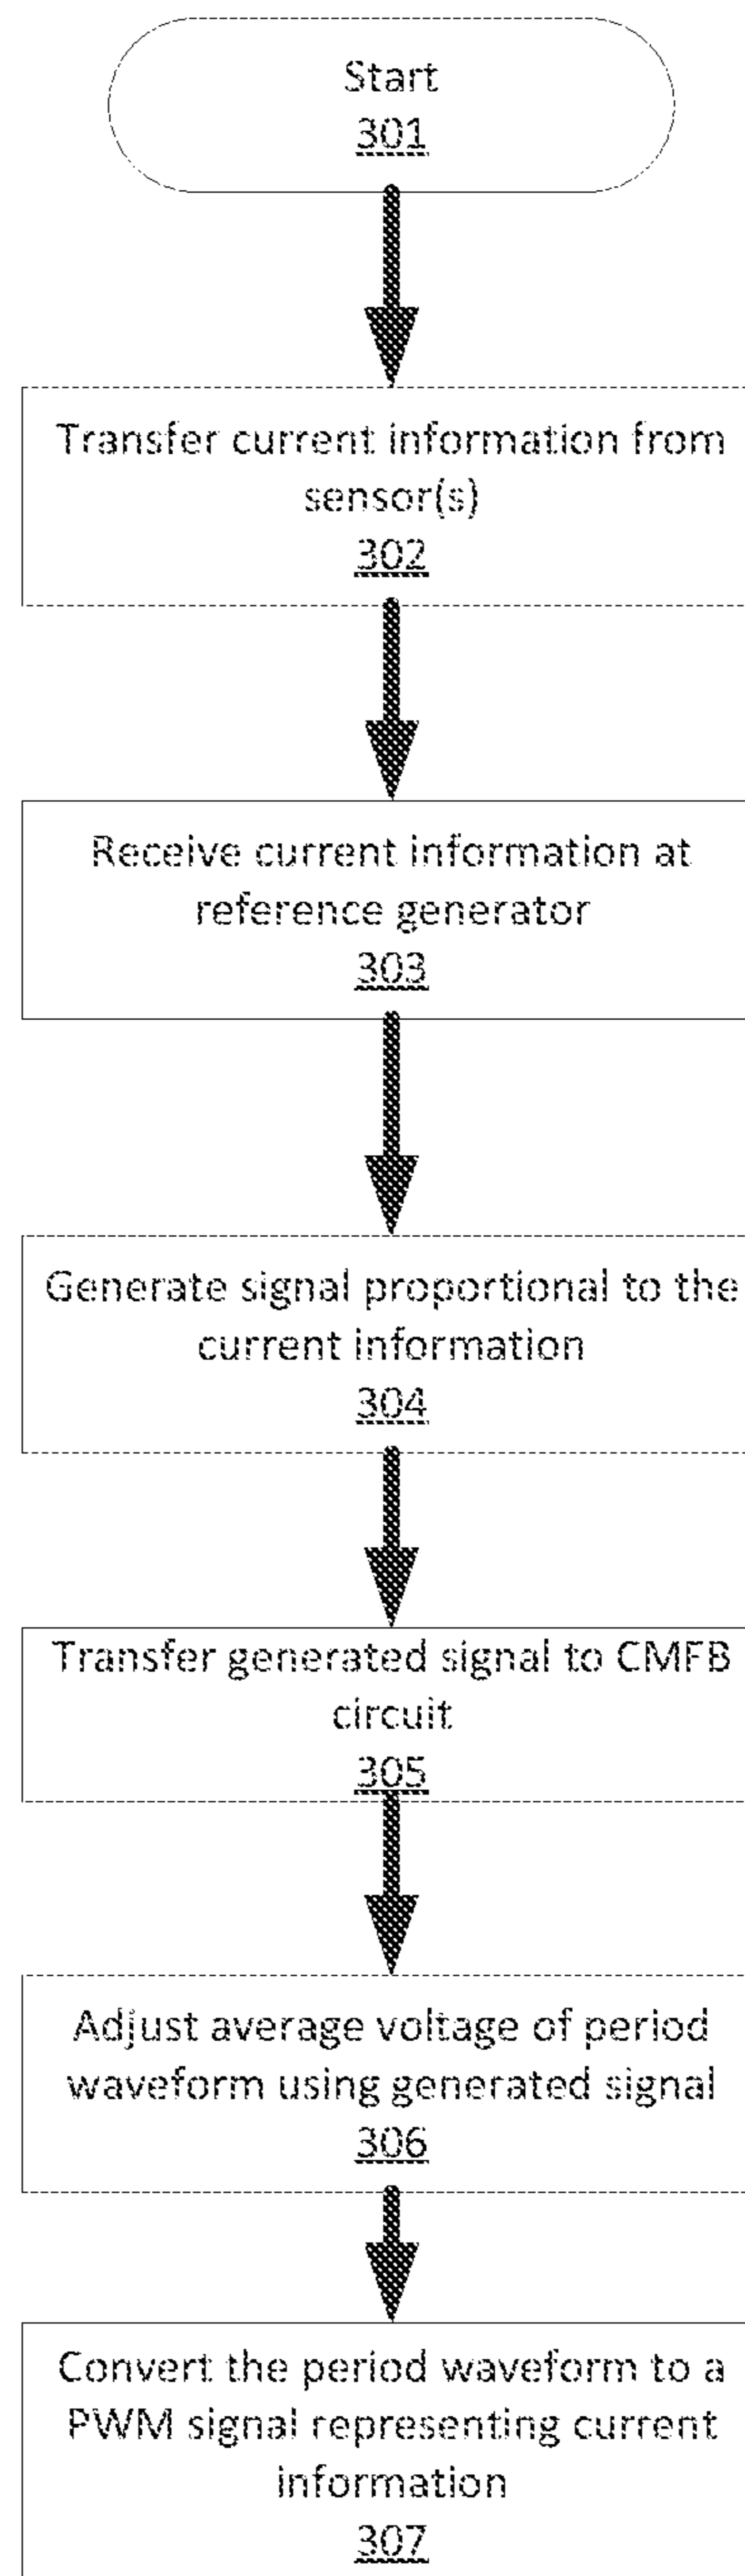 Start
301
Transfer current information from
sensor(s)
302
Receive current information at
reference generator
303
Generate signal proportional to the
current information
304
Transfer generated signal to CMFB
circuit
305
Adjust average voltage of period
waveform using generated signal
306
Convert the period waveform to a
PWM signal representing current
information
307